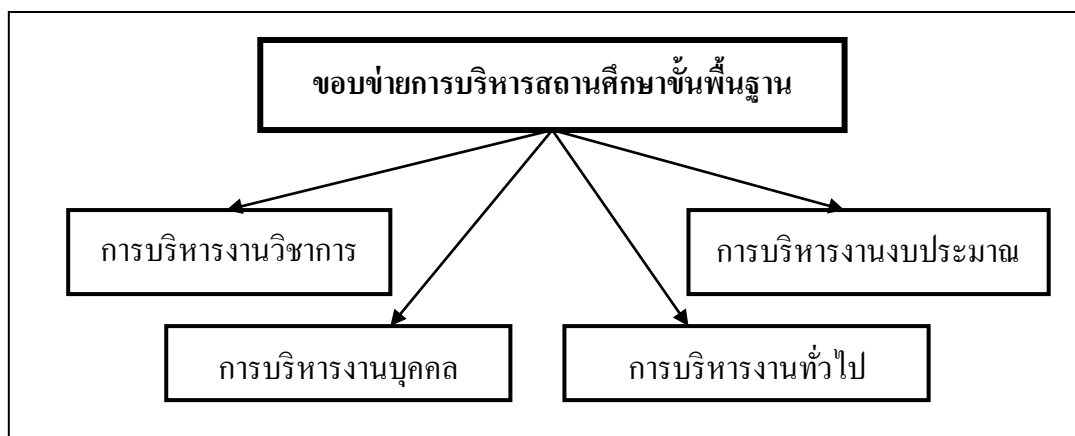 ขอบข่ายการบริหารสถานศึกษาขั้นพื้นฐาน
การบริหารงานวิชาการ
การบริหารงานงบประมาณ
การบริหารงานบุคคล
การบริหารงานทั่วไป